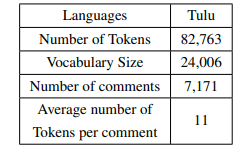 Languages Tulu
Number of Tokens 82,763
Vocabulary Size 24,006
Number of comments 7,171
Average number of
Tokens per comment 11